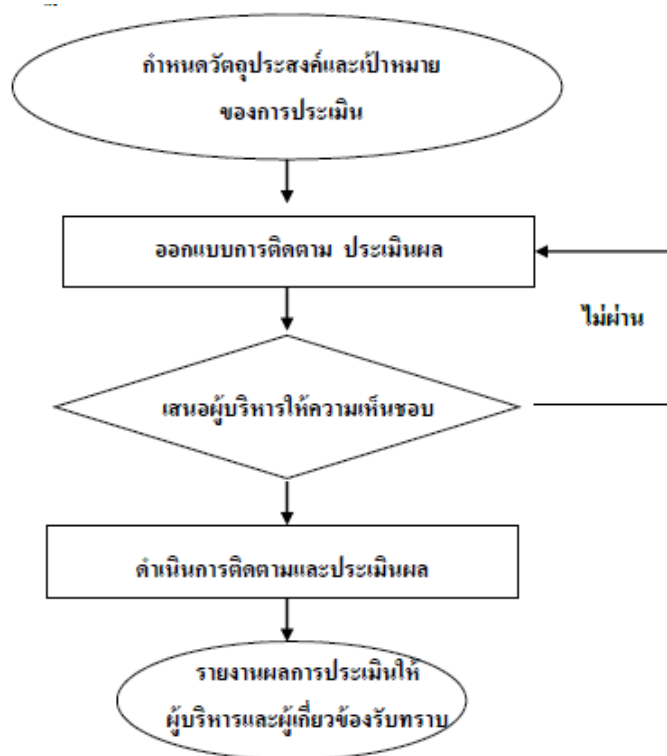 กำหนดวัตถุประสงค์และเป้าหมาย
ของการประเมิน
ออกแบบการติดตาม ประเมินผล
ไม่ผ่าน
เสนอผู้บริหารให้ความเห็นชอบ
ดำเนินการติดตามและประเมินผล
รายงานผลการประเมินให้
ผู้บริหารและผู้เกี่ยวข้องรับทราบ